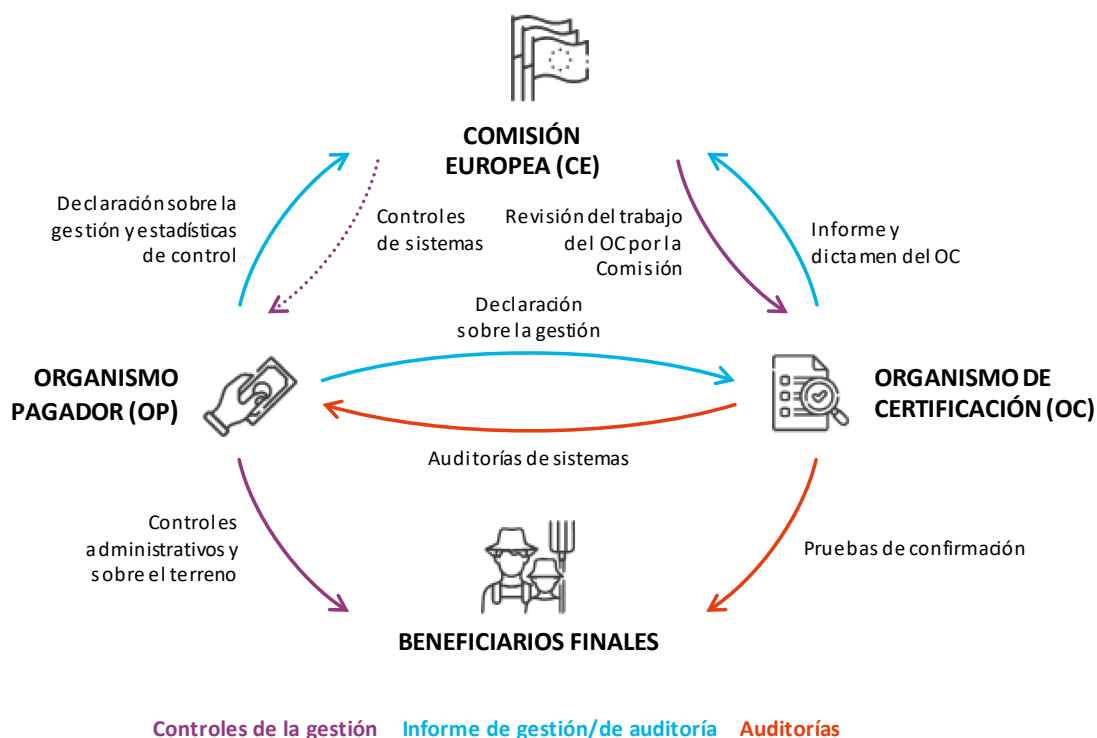 COMISIÓN
EUROPEA (CE)
Declaración sobre la
gestión y estadísticas
de control
Controles
de sistemas
Revisión del trabajo
del OC por la
Comisión
Informe y
dictamen del OC
Declaración
sobre la gestión
ORGANISMO
PAGADOR (OP)
ORGANISMO DE
CERTIFICACIÓN (OC)
Auditorías de sistemas
Controles
administrativos y
sobre el terreno
Pruebas de confirmación
BENEFICIARIOS FINALES
Controles de la gestión Informe de gestión/de auditoría Auditorías